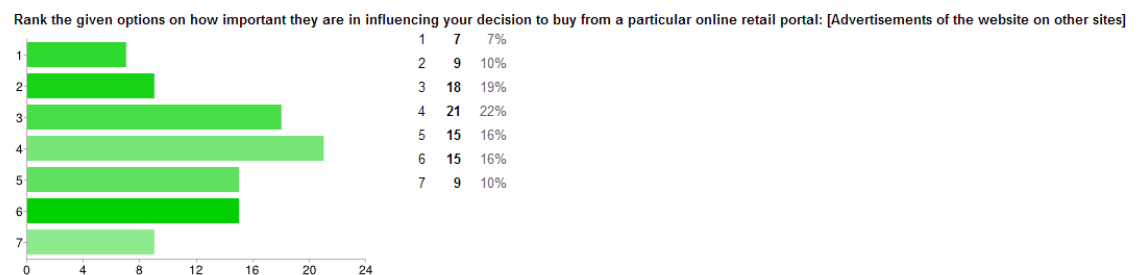 Rank the given options on how important they are in influencing your decision to buy from a particular online retail portal: [Advertisements of the website on other sites]
1 7 7%
2 9 10%
3 18 19%
4 21 22%
5 15 16%
6 15 16%
7 9 10%
1
2
3
4
5
6
7
0 4 8 12 16 20 24